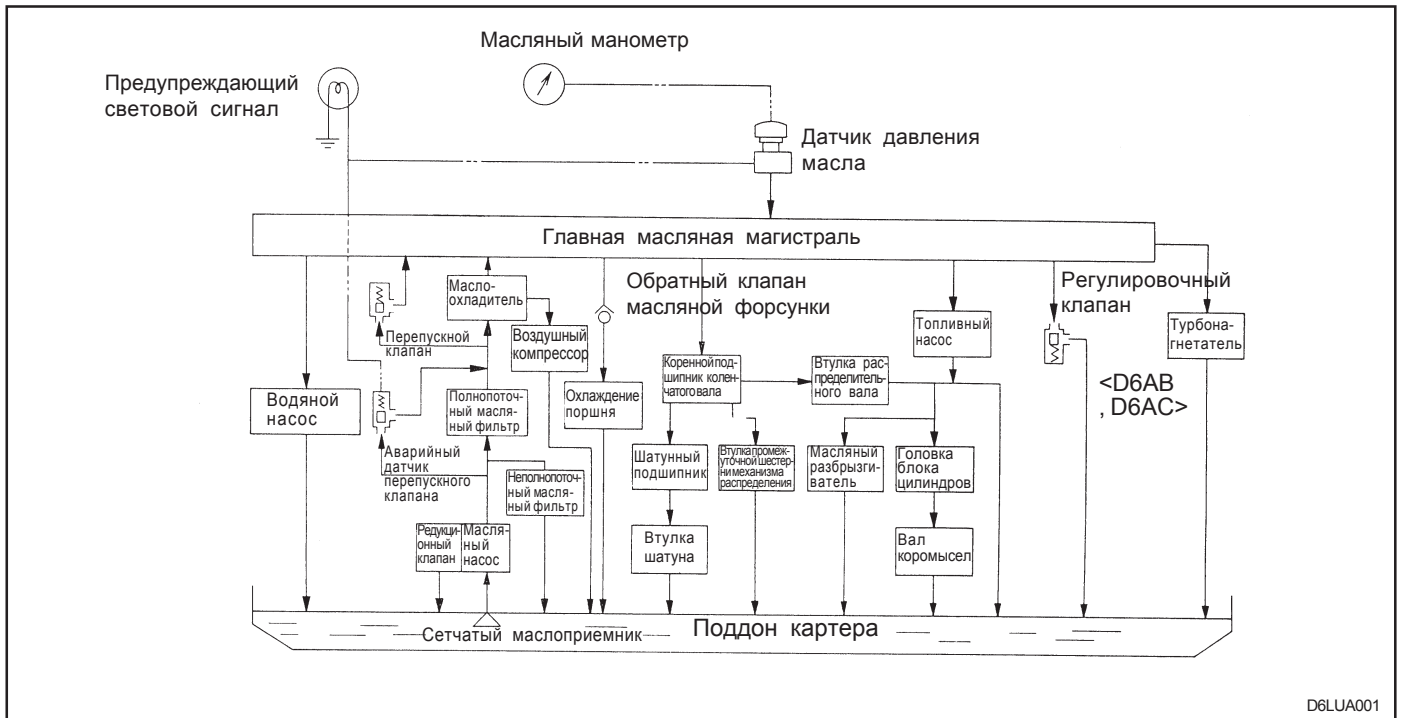 Масляный манометр
Предупреждающий
световой сигнал
Датчик давления
масла
Главная масляная магистраль
Масло-
охладитель
Обратный клапан
масляной форсунки
Регулировочный
клапан
Перепускной
клапан
Воздушный
компрессор
Топливный
насос
Турбона-
гнетатель
Коренной под-
шипник колен-
чатого вала
Втулка рас-
пределитель-
ного вала
<D6AB
, D6AC>
Водяной
насос
Полнопоточ-
ный масля-
ный фильтр
Охлаждение
поршня
Аварийный
датчик
перепускного
клапана
Неполнопоточ-
ный масля-
ный фильтр
Шатунный
подшипник
Втулка промеж-
уточной шестер-
ни механизма
распределения
Масляный
разбрызги-
ватель
Головка
блока
цилиндров
Редукци-
онный
клапан
Масля-
ный
насос
Втулка
шатуна
Вал
коромысел
Сетчатый маслоприемник
Поддон картера
D6LUA001